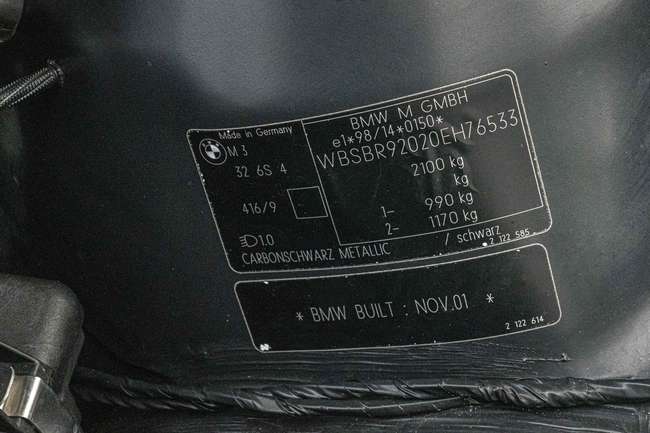 Made in Germany
BMW M GMBH
M 3
e1*98/14*0150*
WBSBR92020EH76533
32 6S 4
2100 kg
kg
416/9
1- 990 kg
2- 1170 kg
1.0
CARBONSCHWARZ METALLIC / schwarz
2 122 585
* BMW BUILT : NOV.01 *
2 122 614